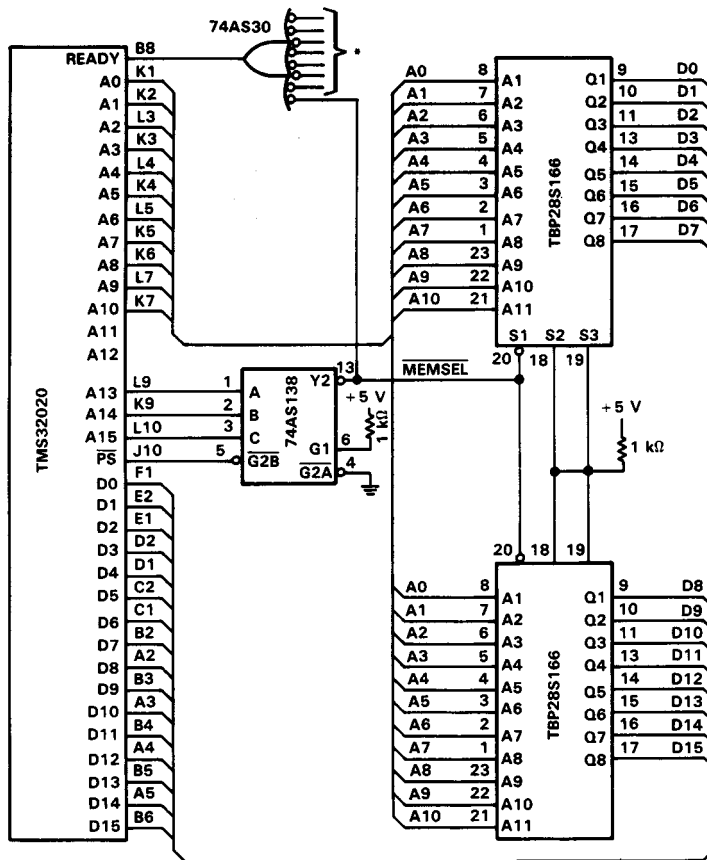 74AS30
*
TMS32020
READY B8
A0 K1
A1 K2
A2 L3
A3 K3
A4 L4
A5 K4
A6 L5
A7 K5
A8 K6
A9 L7
A10 K7
A11
A12
A13 L9
A14 K9
A15 L10
PS J10
D0 F1
D1 E2
D2 E1
D3 D2
D4 D1
D5 C2
D6 C1
D7 B2
D8 A2
D9 B3
D10 A3
D11 B4
D12 A4
D13 B5
D14 A5
D15 B6
74AS138
1 A
2 B
3 C
5 G2B
Y2 13
G1 6
G2A 4
+5 V
1 kΩ
MEMSEL
TBP28S166
A0 8 A1
A1 7 A2
A2 6 A3
A3 5 A4
A4 4 A5
A5 3 A6
A6 2 A7
A7 1 A8
A8 23 A9
A9 22 A10
A10 21 A11
Q1 9 D0
Q2 10 D1
Q3 11 D2
Q4 13 D3
Q5 14 D4
Q6 15 D5
Q7 16 D6
Q8 17 D7
S1 S2 S3
20 18 19
+5 V
1 kΩ
20 18 19
TBP28S166
A0 8 A1
A1 7 A2
A2 6 A3
A3 5 A4
A4 4 A5
A5 3 A6
A6 2 A7
A7 1 A8
A8 23 A9
A9 22 A10
A10 21 A11
Q1 9 D8
Q2 10 D9
Q3 11 D10
Q4 13 D11
Q5 14 D12
Q6 15 D13
Q7 16 D14
Q8 17 D15